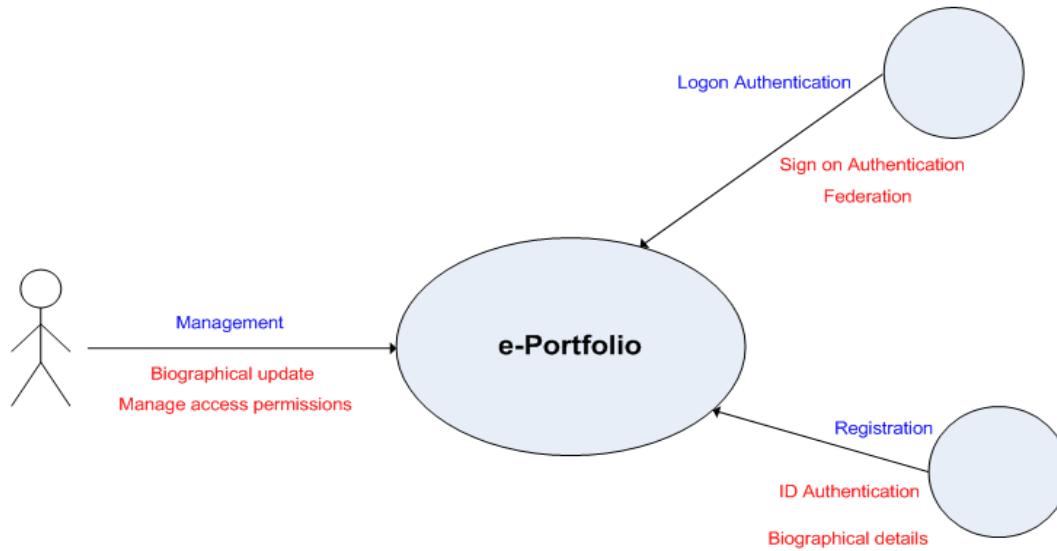 Logon Authentication
Sign on Authentication
Federation
Management
e-Portfolio
Biographical update
Manage access permissions
Registration
ID Authentication
Biographical details